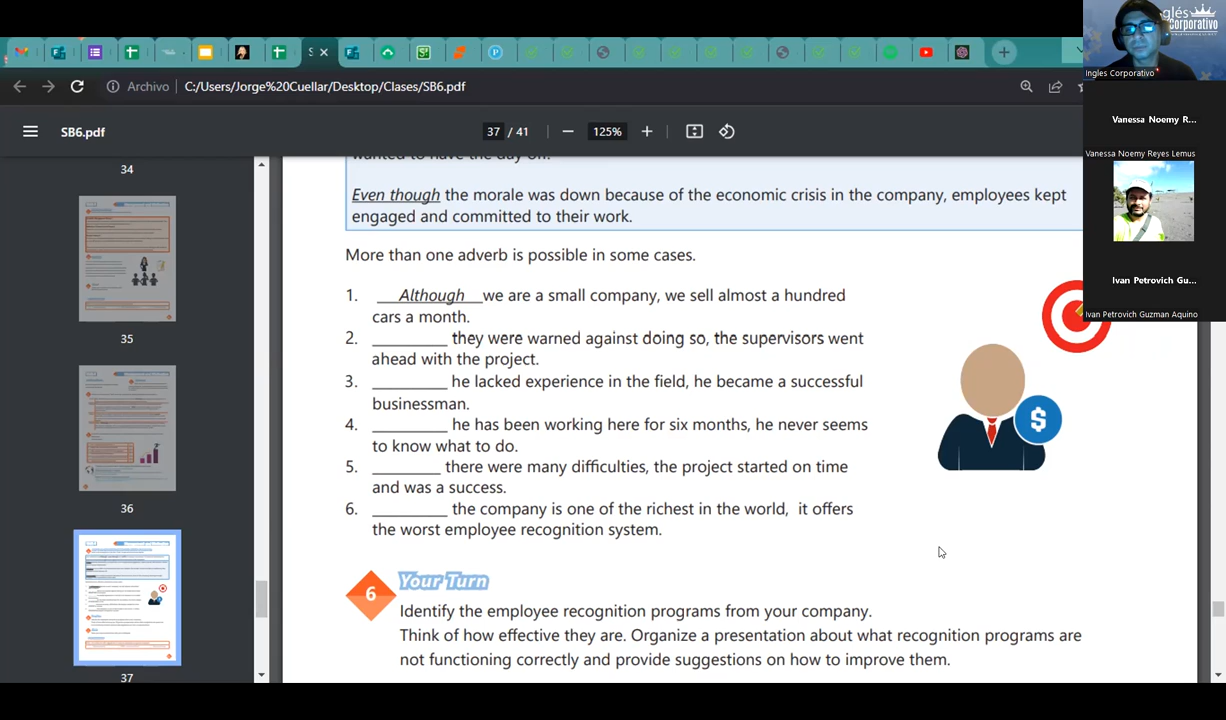 S
Archivo
C:/Users/Jorge%20Cuellar/Desktop/Clases/SB6.pdf
SB6.pdf
37 / 41
125%
34
35
36
37
Even though the morale was down because of the economic crisis in the company, employees kept
engaged and committed to their work.
More than one adverb is possible in some cases.
1. Although we are a small company, we sell almost a hundred
cars a month.
2. __________ they were warned against doing so, the supervisors went
ahead with the project.
3. __________ he lacked experience in the field, he became a successful
businessman.
4. __________ he has been working here for six months, he never seems
to know what to do.
5. _________ there were many difficulties, the project started on time
and was a success.
6. __________ the company is one of the richest in the world, it offers
the worst employee recognition system.
$
6
Your Turn
Identify the employee recognition programs from your company.
Think of how effective they are. Organize a presentation about what recognition programs are
not functioning correctly and provide suggestions on how to improve them.
Ingles Corporativo
Vanessa Noemy R...
Vanessa Noemy Reyes Lemus
Ivan Petrovich Gu...
Ivan Petrovich Guzman Aquino